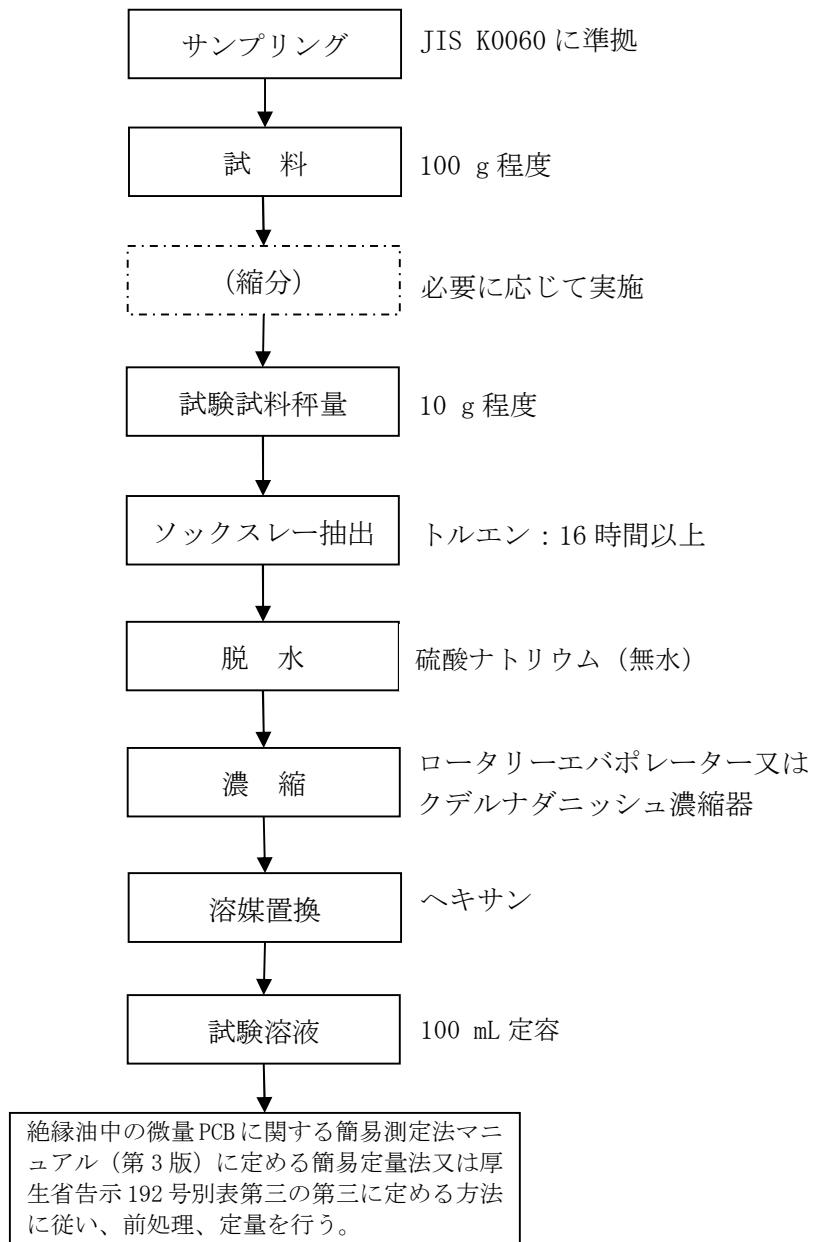 サンプリング JIS K0060 に準拠
試 料 100 g 程度
(縮分) 必要に応じて実施
試験試料秤量 10 g 程度
ソックスレー抽出 トルエン：16 時間以上
脱 水 硫酸ナトリウム（無水）
濃 縮 ロータリーエバポレーター又は
クデルナダニッシュ濃縮器
溶媒置換 ヘキサン
試験溶液 100 mL 定容
絶縁油中の微量 PCB に関する簡易測定法マニ
ュアル（第 3 版）に定める簡易定量法又は厚
生省告示 192 号別表第三の第三に定める方法
に従い、前処理、定量を行う。